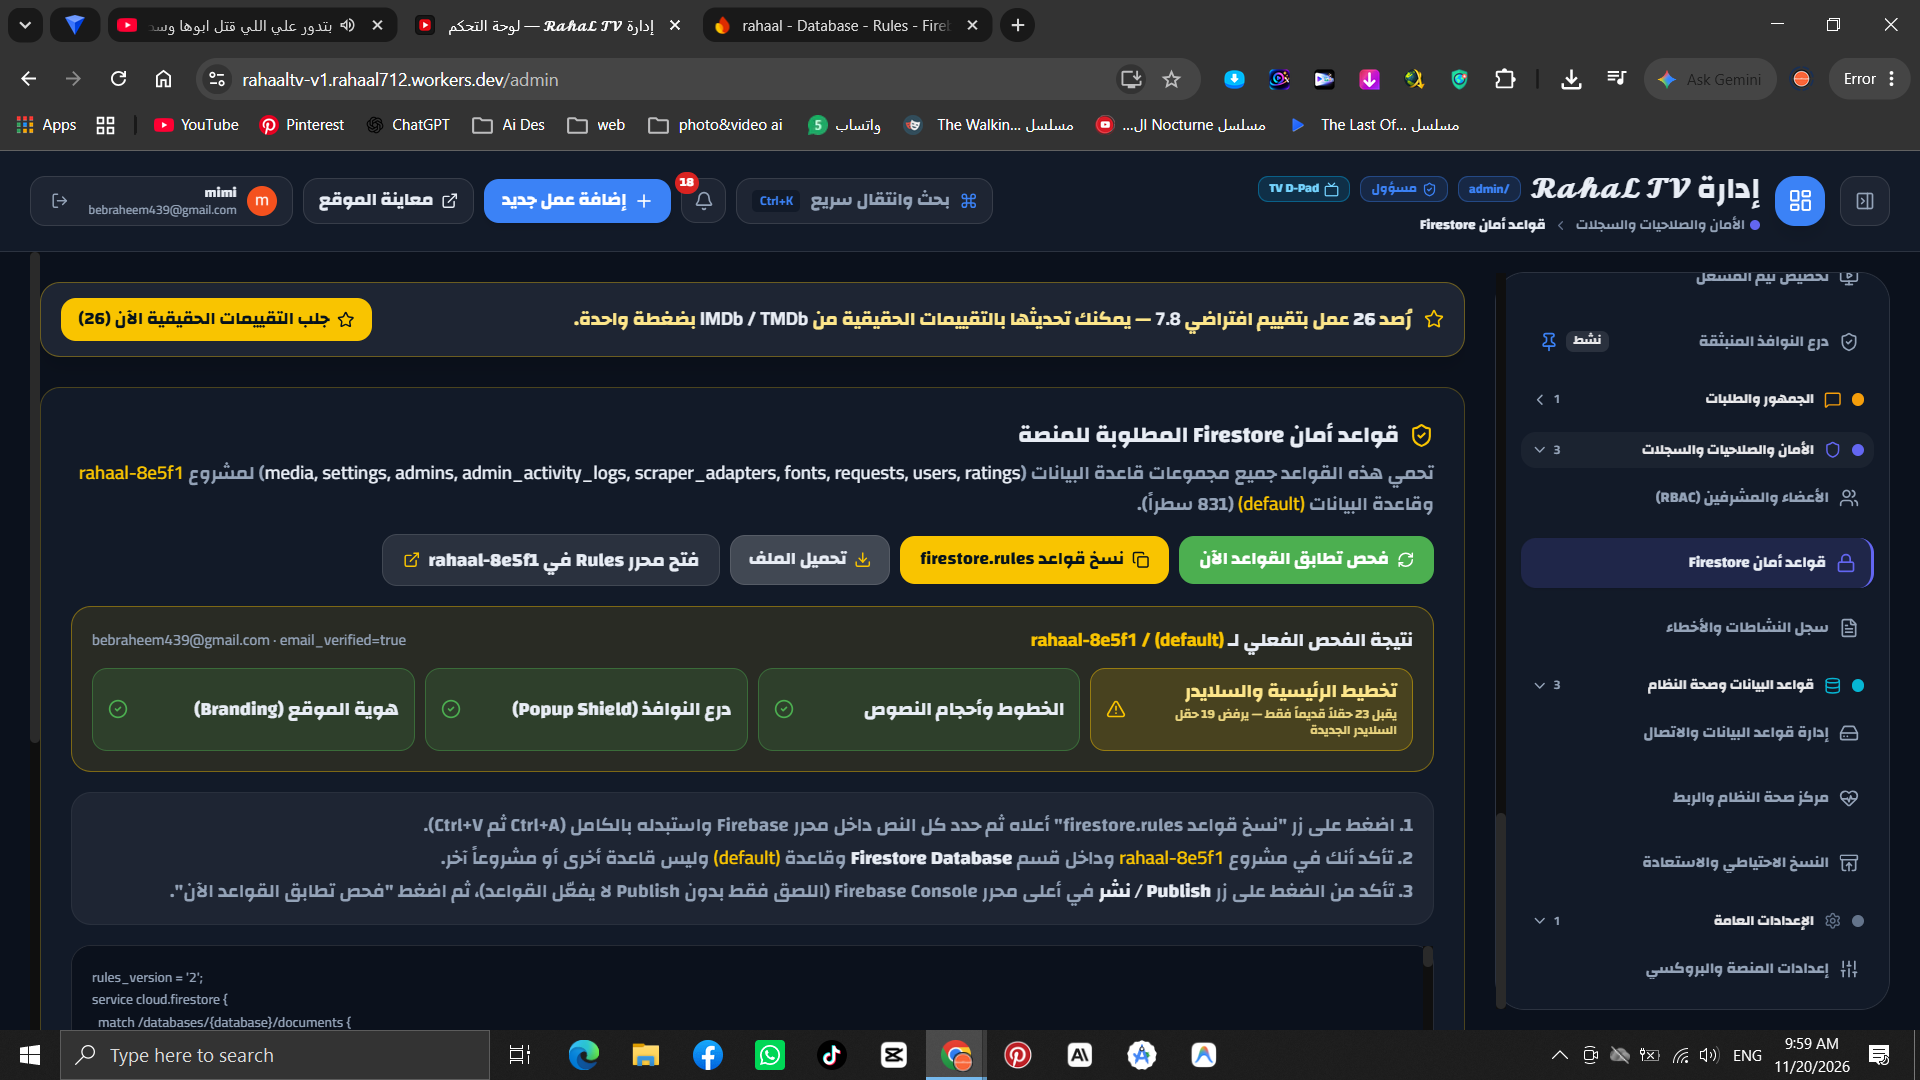 بتدور علي اللي قتل ابوها وسد
إدارة RahaL TV — لوحة التحكم
rahaal - Database - Rules - Fire
rahaaltv-v1.rahaal712.workers.dev/admin
Ask Gemini
Error
Apps
YouTube
Pinterest
ChatGPT
Ai Des
web
photo&video ai
واتساب
مسلسل The Walkin...
مسلسل Nocturne ال...
مسلسل The Last Of...
إدارة RahaL TV
/admin
مسؤول
TV D-Pad
الأمان والصلاحيات والسجلات
قواعد أمان Firestore
بحث وانتقال سريع
Ctrl+K
18
إضافة عمل جديد
معاينة الموقع
mimi
bebraheem439@gmail.com
m
تخصيص ثيم المشغل
درع النوافذ المنبثقة
نشط
الجمهور والطلبات
1
الأمان والصلاحيات والسجلات
3
الأعضاء والمشرفين (RBAC)
قواعد أمان Firestore
سجل النشاطات والأخطاء
قواعد البيانات وصحة النظام
3
إدارة قواعد البيانات والاتصال
مركز صحة النظام والربط
النسخ الاحتياطي والاستعادة
الإعدادات العامة
1
إعدادات المنصة والبروكسي
رُصد 26 عمل بتقييم افتراضي 7.8 — يمكنك تحديثها بالتقييمات الحقيقية من IMDb / TMDb بضغطة واحدة.
جلب التقييمات الحقيقية الآن (26)
قواعد أمان Firestore المطلوبة للمنصة
تحمي هذه القواعد جميع مجموعات قاعدة البيانات (media, settings, admins, admin_activity_logs, scraper_adapters, fonts, requests, users, ratings) لمشروع rahaal-8e5f1
وقاعدة البيانات (default) (831 سطراً).
فحص تطابق القواعد الآن
نسخ قواعد firestore.rules
تحميل الملف
فتح محرر Rules في rahaal-8e5f1
نتيجة الفحص الفعلي لـ rahaal-8e5f1 / (default)
bebraheem439@gmail.com · email_verified=true
تخطيط الرئيسية والسلايدر
يقبل 23 حقلاً قديماً فقط — يرفض 19 حقل
السلايدر الجديدة
الخطوط وأحجام النصوص
درع النوافذ (Popup Shield)
هوية الموقع (Branding)
1. اضغط على زر "نسخ قواعد firestore.rules" أعلاه ثم حدد كل النص داخل محرر Firebase واستبدله بالكامل (Ctrl+A ثم Ctrl+V).
2. تأكد أنك في مشروع rahaal-8e5f1 وداخل قسم Firestore Database وقاعدة (default) وليس قاعدة أخرى أو مشروعاً آخر.
3. تأكد من الضغط على زر Publish / نشر في أعلى محرر Firebase Console (اللصق فقط بدون Publish لا يفعّل القواعد)، ثم اضغط "فحص تطابق القواعد الآن".
rules_version = '2';
service cloud.firestore {
match /databases/{database}/documents {
Type here to search
ENG
9:59 AM
11/20/2026